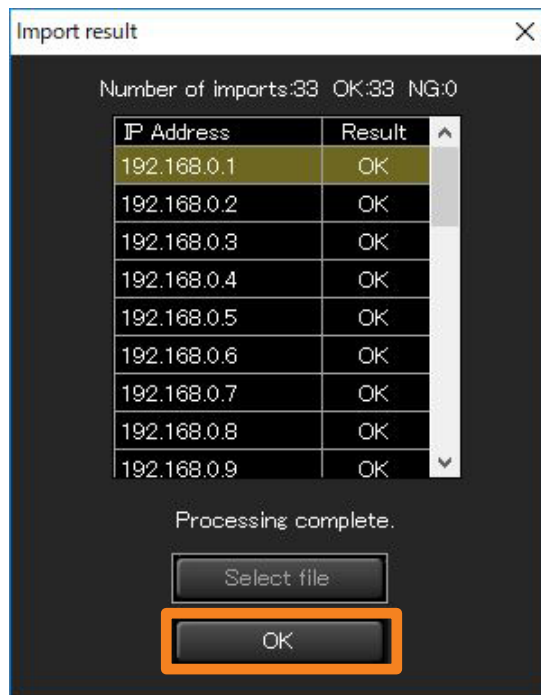 Import result
Number of imports:33 OK:33 NG:0
IP Address Result
192.168.0.1 OK
192.168.0.2 OK
192.168.0.3 OK
192.168.0.4 OK
192.168.0.5 OK
192.168.0.6 OK
192.168.0.7 OK
192.168.0.8 OK
192.168.0.9 OK
Processing complete.
Select file
OK